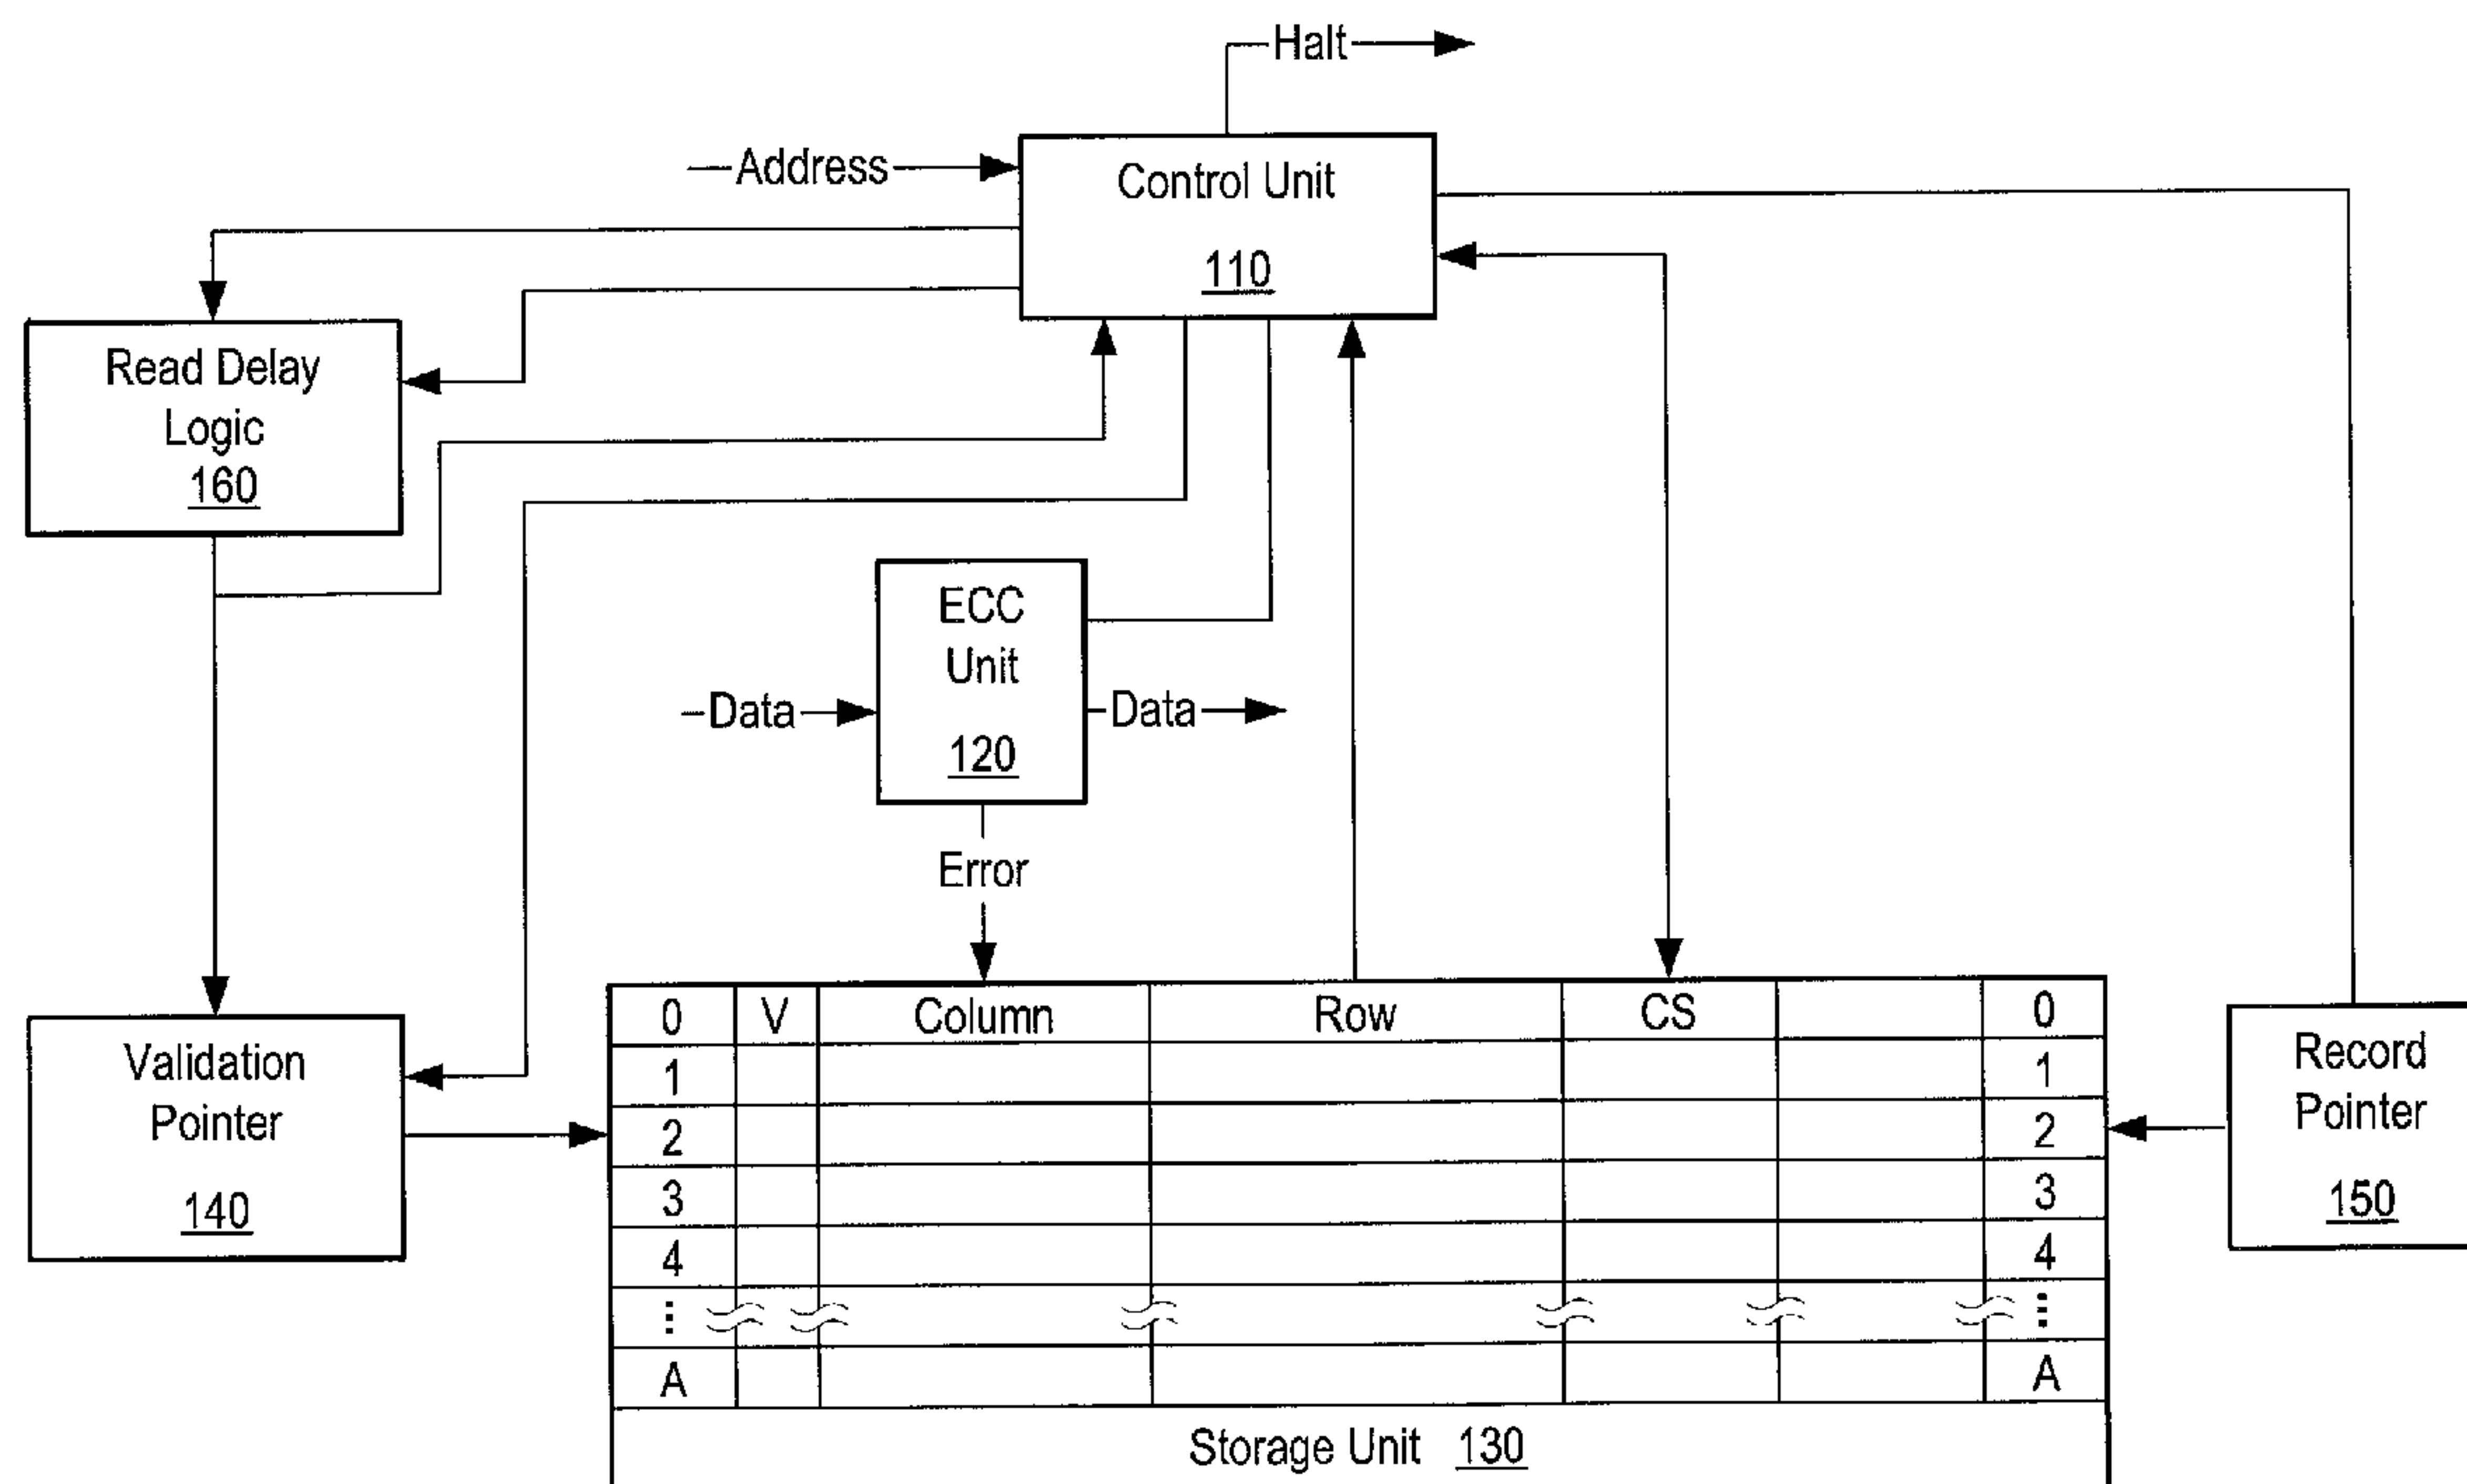 Halt
Address
Control Unit
110
Read Delay
Logic
160
ECC
Unit
Data
Data
120
Error
Validation
Pointer
140
0 V Column Row CS 0
1 1
2 2
3 3
4 4
⋮ ⋮
A A
Storage Unit 130
Record
Pointer
150